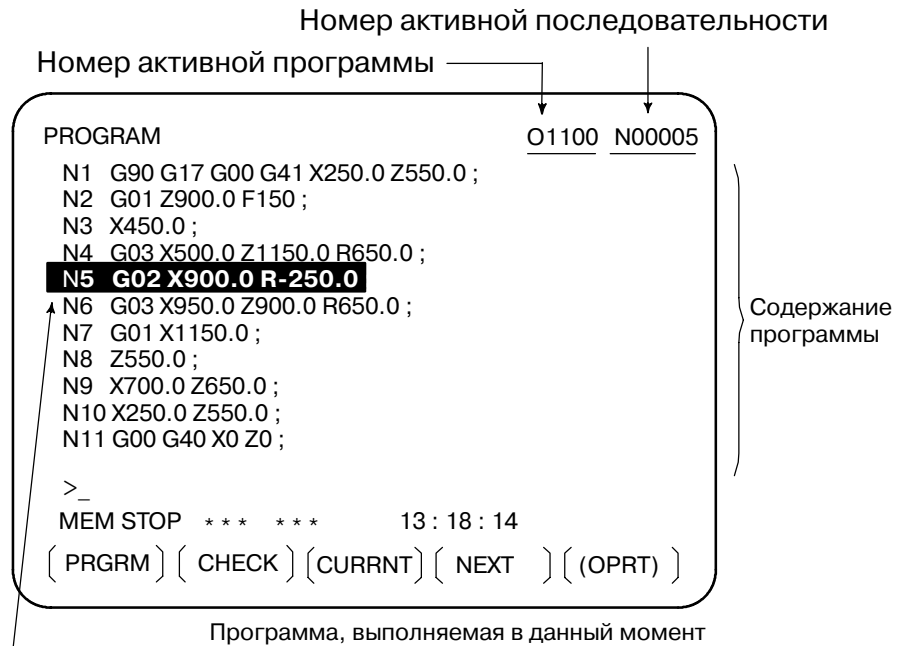 Номер активной последовательности
Номер активной программы
PROGRAM O1100 N00005
N1 G90 G17 G00 G41 X250.0 Z550.0 ;
N2 G01 Z900.0 F150 ;
N3 X450.0 ;
N4 G03 X500.0 Z1150.0 R650.0 ;
N5 G02 X900.0 R-250.0
N6 G03 X950.0 Z900.0 R650.0 ;
N7 G01 X1150.0 ;
N8 Z550.0 ;
N9 X700.0 Z650.0 ;
N10 X250.0 Z550.0 ;
N11 G00 G40 X0 Z0 ;
Содержание
программы
>_
MEM STOP * * * * * * 13 : 18 : 14
[ PRGRM ] [ CHECK ] [ CURRNT ] [ NEXT ] [ (OPRT) ]
Программа, выполняемая в данный момент